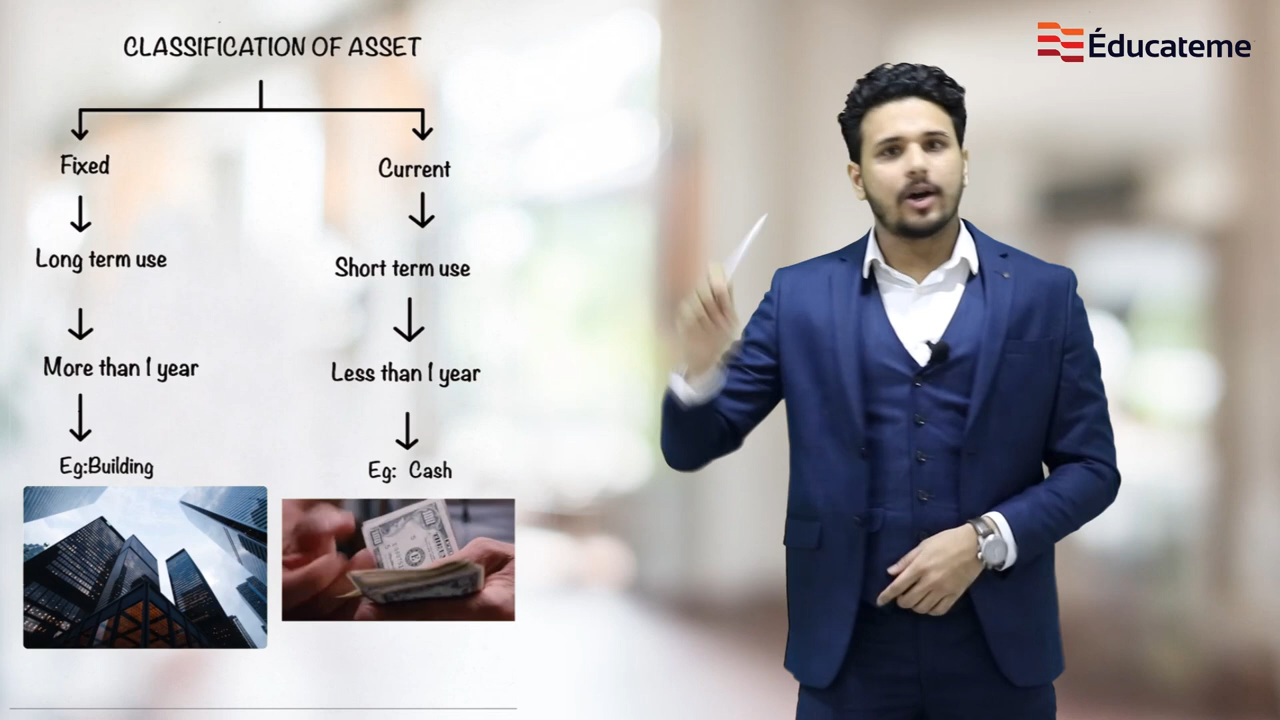 CLASSIFICATION OF ASSET
Éducateme
Fixed
Current
Long term use
Short term use
More than 1 year
Less than 1 year
Eg:Building
Eg: Cash
100